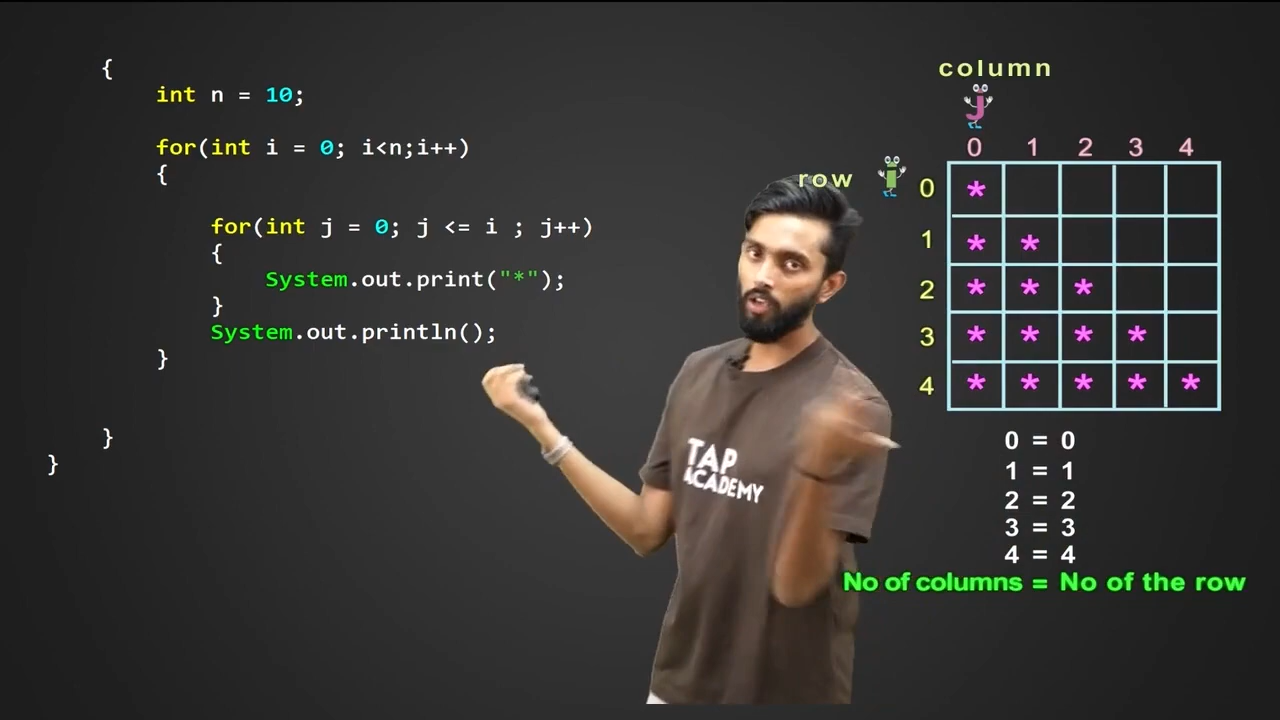 {
int n = 10;
for(int i = 0; i<n;i++)
{
for(int j = 0; j <= i ; j++)
{
System.out.print("*");
}
System.out.println();
}
}
}
TAP
ACADEMY
column
J
0 1 2 3 4
row i
0 *
1 * *
2 * * *
3 * * * *
4 * * * * *
0 = 0
1 = 1
2 = 2
3 = 3
4 = 4
No of columns = No of the row